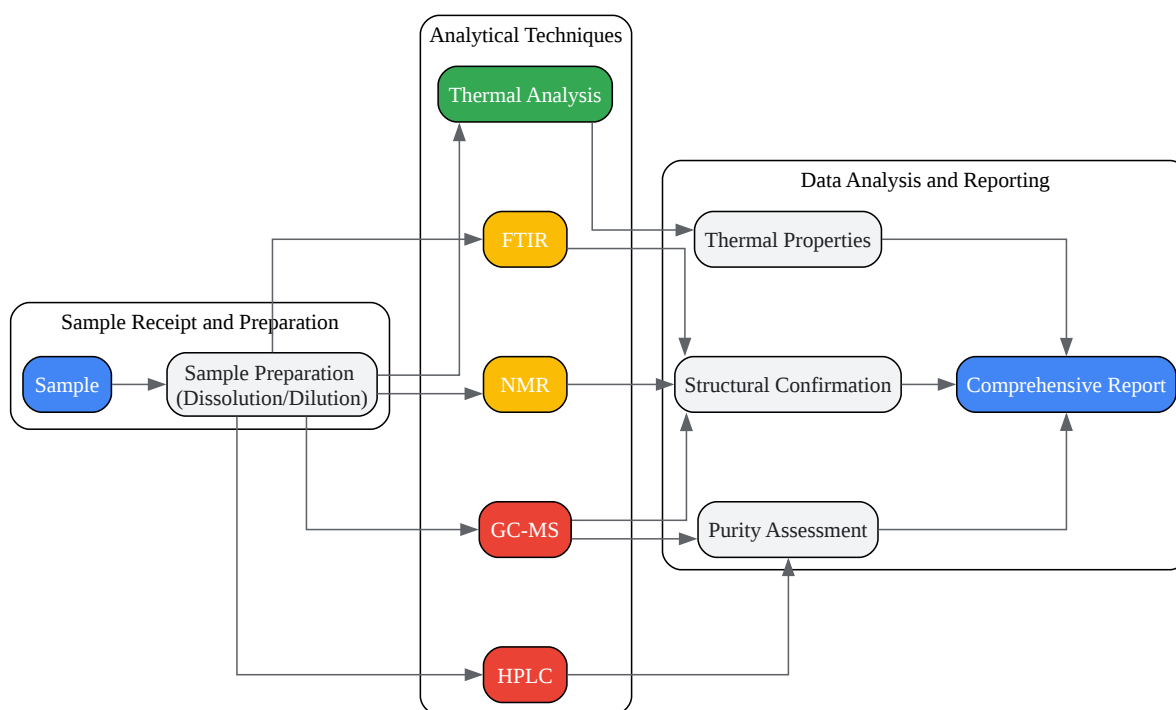 Analytical Techniques
Thermal Analysis
FTIR
NMR
GC-MS
HPLC
Sample Receipt and Preparation
Sample
Sample Preparation
(Dissolution/Dilution)
Data Analysis and Reporting
Thermal Properties
Structural Confirmation
Comprehensive Report
Purity Assessment